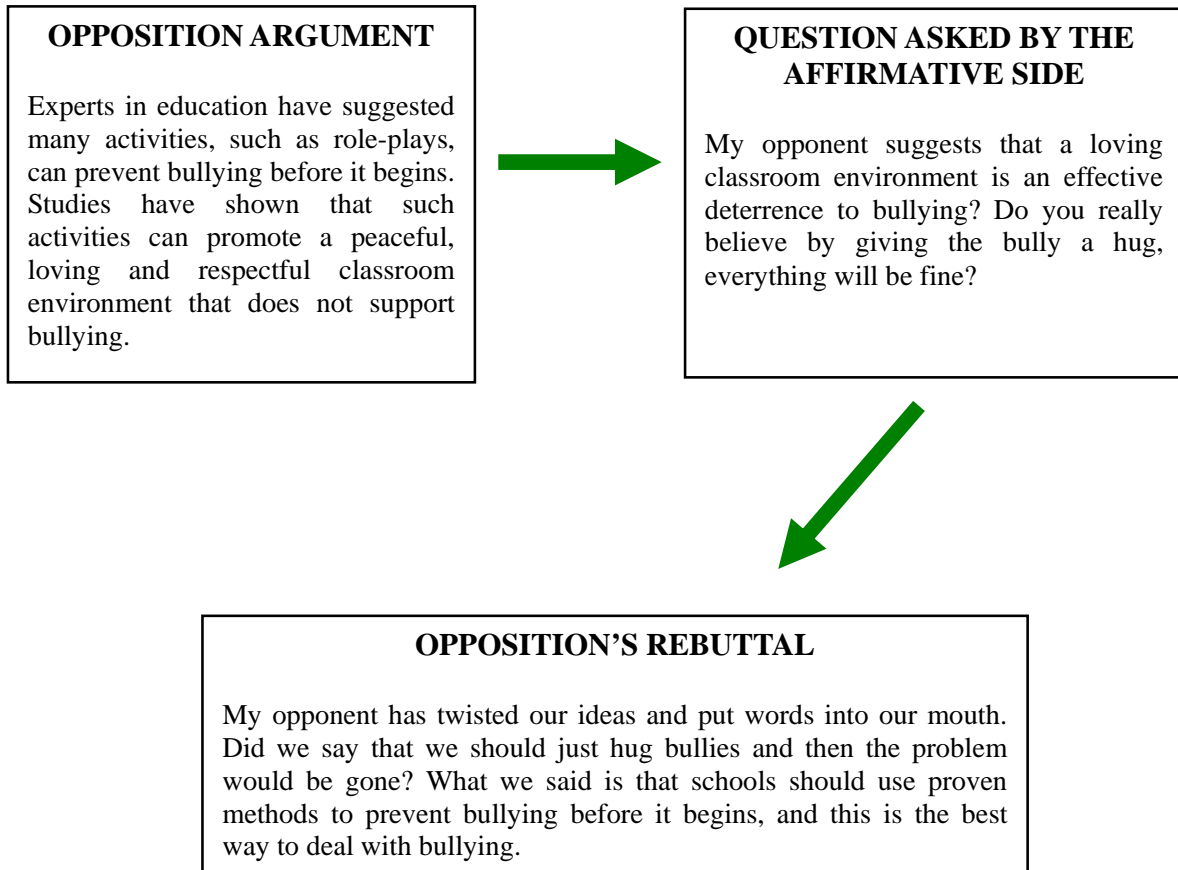 OPPOSITION ARGUMENT
Experts in education have suggested
many activities, such as role-plays,
can prevent bullying before it begins.
Studies have shown that such
activities can promote a peaceful,
loving and respectful classroom
environment that does not support
bullying.
QUESTION ASKED BY THE
AFFIRMATIVE SIDE
My opponent suggests that a loving
classroom environment is an effective
deterrence to bullying? Do you really
believe by giving the bully a hug,
everything will be fine?
OPPOSITION’S REBUTTAL
My opponent has twisted our ideas and put words into our mouth.
Did we say that we should just hug bullies and then the problem
would be gone? What we said is that schools should use proven
methods to prevent bullying before it begins, and this is the best
way to deal with bullying.